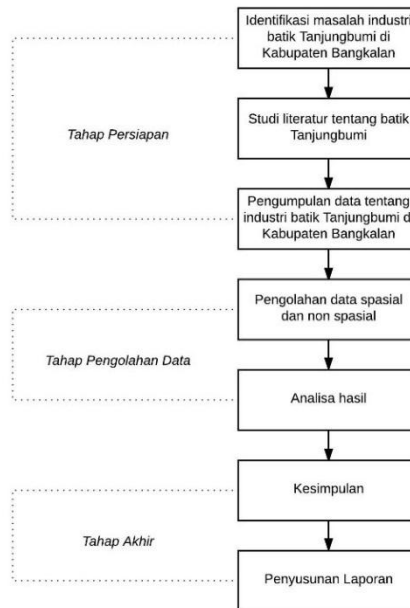 Identifikasi masalah industri
batik Tanjungbumi di
Kabupaten Bangkalan
Studi literatur tentang batik
Tanjungbumi
Tahap Persiapan
Pengumpulan data tentang
industri batik Tanjungbumi di
Kabupaten Bangkalan
Pengolahan data spasial
dan non spasial
Tahap Pengolahan Data
Analisa hasil
Kesimpulan
Tahap Akhir
Penyusunan Laporan